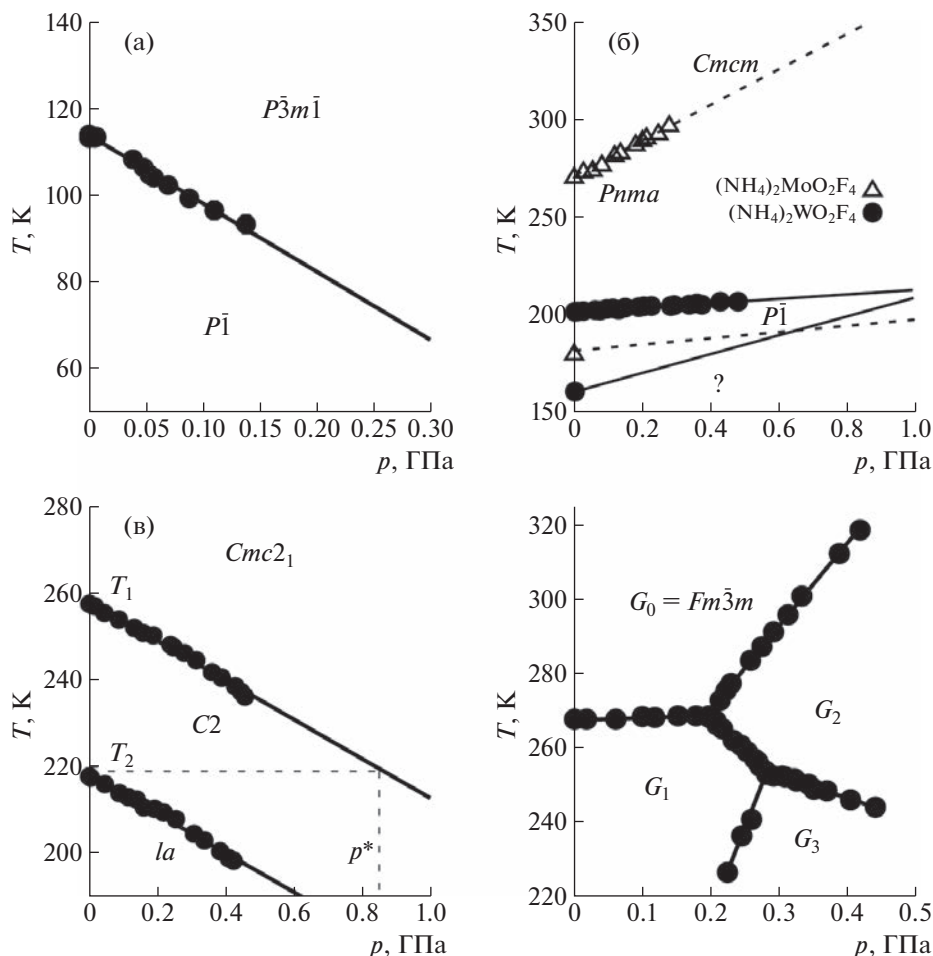 (а)
140
120
100
80
60
T, K
P3̄m1̄
P1̄
0
0.05
0.10
0.15
0.20
0.25
0.30
p, ГПа
(б)
350
300
250
200
150
T, K
Cmcm
Pnma
(NH₄)₂MoO₂F₄
(NH₄)₂WO₂F₄
P1̄
?
0
0.2
0.4
0.6
0.8
1.0
p, ГПа
(в)
280
260
240
220
200
T, K
Cmc2₁
T₁
C2
T₂
Ia
p*
0
0.2
0.4
0.6
0.8
1.0
p, ГПа
320
300
280
260
240
220
T, K
G₀ = Fm3̄m
G₂
G₁
G₃
0
0.1
0.2
0.3
0.4
0.5
p, ГПа